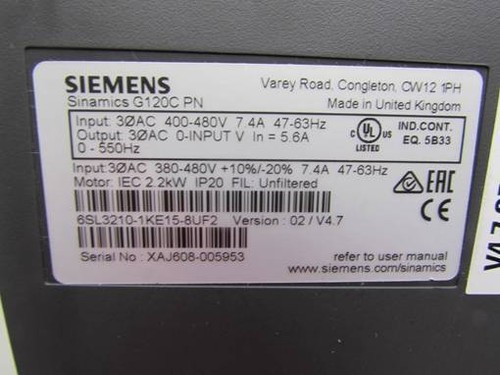 SIEMENS
Varey Road, Congleton, CW12 1PH
Sinamics G120C PN
Made in United Kingdom
Input: 3ØAC 400-480V 7.4A 47-63Hz
Output: 3ØAC 0-INPUT V In = 5.6A
0 - 550Hz
C UL US
LISTED
IND.CONT.
EQ. 5B33
Input:3ØAC 380-480V +10%/-20% 7.4A 47-63Hz
Motor: IEC 2.2kW IP20 FIL: Unfiltered
EAC
6SL3210-1KE15-8UF2 Version : 02 / V4.7
CE
Serial No : XAJ608-005953
refer to user manual
www.siemens.com/sinamics